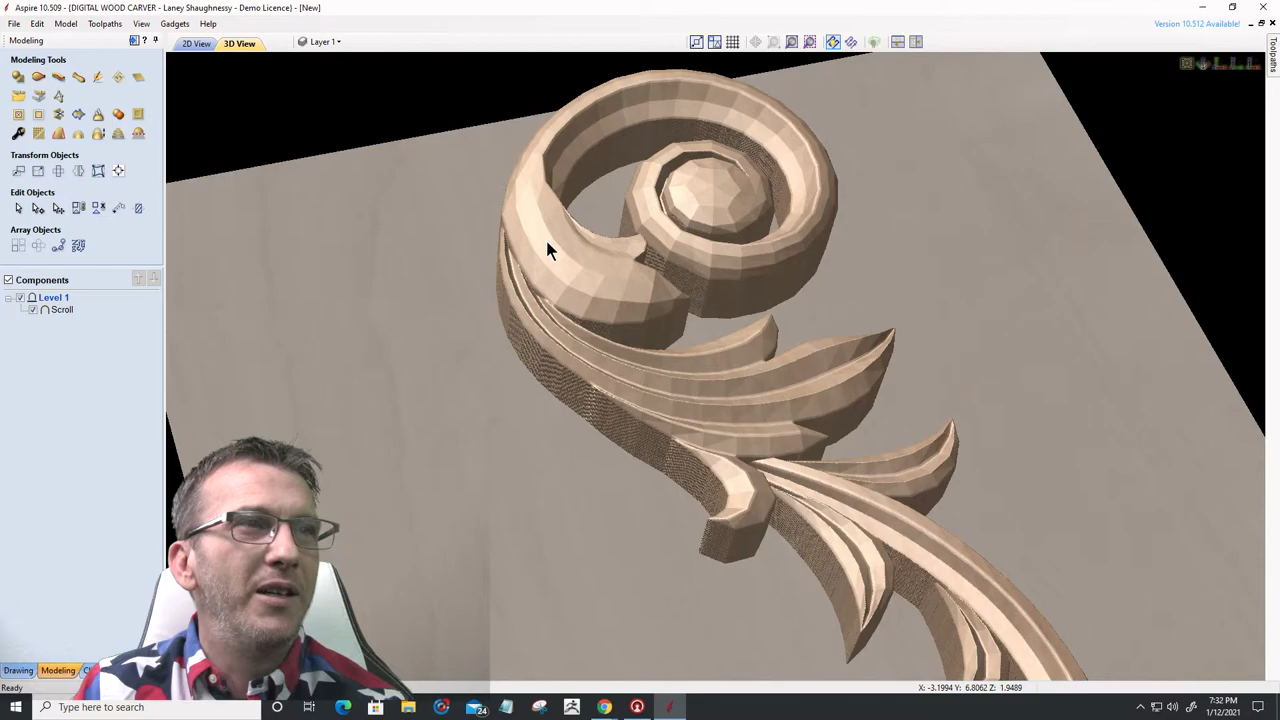 Aspire 10.509 - (DIGITAL WOOD CARVER - Laney Shaughnessy - Demo Licence) - [New]
File Edit Model Toolpaths View Gadgets Help
Version 10.512 Available!
Modeling
2D View 3D View Layer 1
Toolpaths
Modeling Tools
Transform Objects
Edit Objects
Array Objects
Components
Level 1
Scroll
Drawing Modeling
Ready
X: -3.1994 Y: 6.8062 Z: 1.9489
Type here to search
24
7:32 PM
1/12/2021